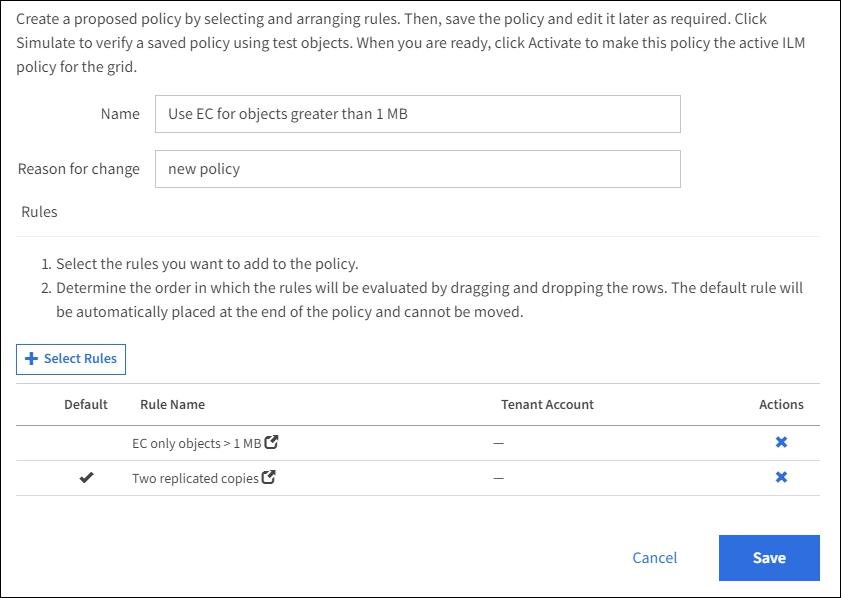 Create a proposed policy by selecting and arranging rules. Then, save the policy and edit it later as required. Click
Simulate to verify a saved policy using test objects. When you are ready, click Activate to make this policy the active ILM
policy for the grid.
Name
Use EC for objects greater than 1 MB
Reason for change
new policy
Rules
1. Select the rules you want to add to the policy.
2. Determine the order in which the rules will be evaluated by dragging and dropping the rows. The default rule will
be automatically placed at the end of the policy and cannot be moved.
Select Rules
Default Rule Name Tenant Account Actions
EC only objects > 1 MB —
Two replicated copies —
Cancel Save